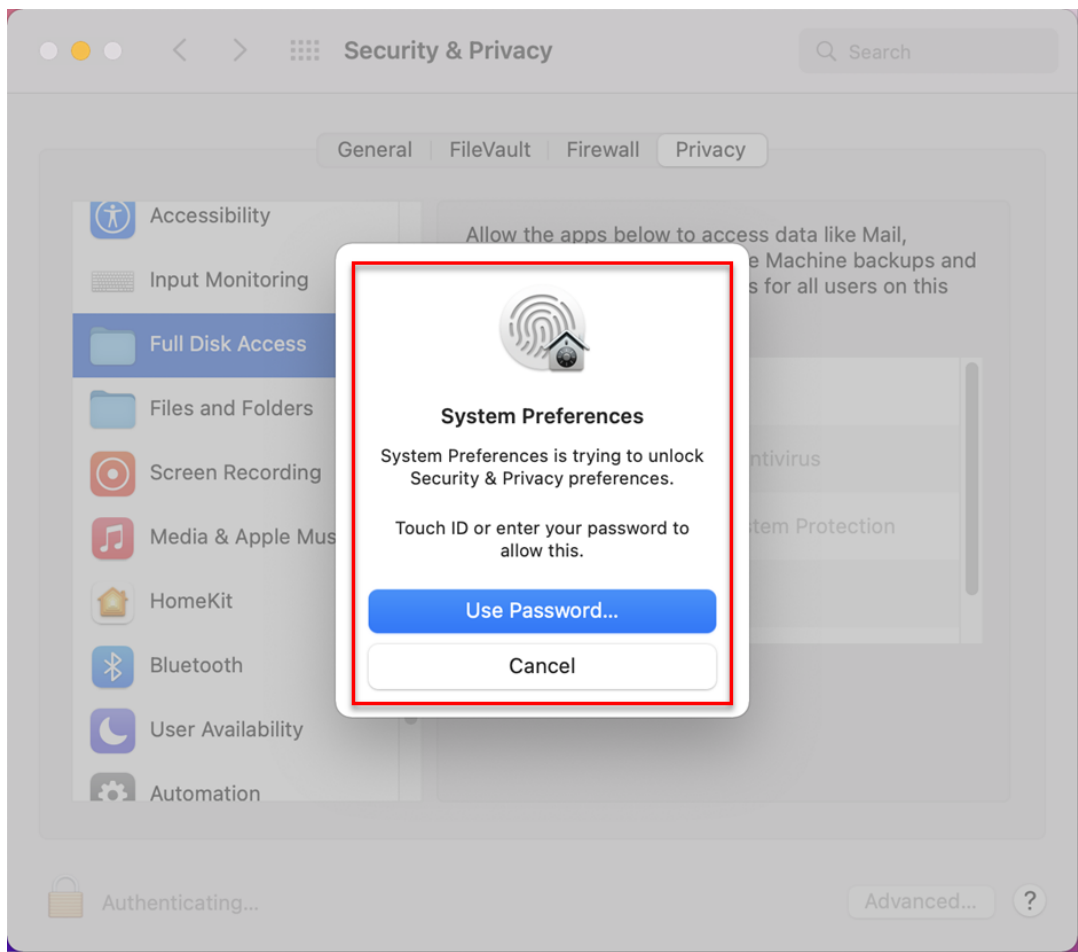 Security & Privacy
Search
General
FileVault
Firewall
Privacy
Accessibility
Input Monitoring
Full Disk Access
Files and Folders
Screen Recording
Media & Apple Mus
HomeKit
Bluetooth
User Availability
Automation
Allow the apps below to access data like Mail,
e Machine backups and
s for all users on this
ntivirus
tem Protection
System Preferences
System Preferences is trying to unlock
Security & Privacy preferences.
Touch ID or enter your password to
allow this.
Use Password...
Cancel
Authenticating...
Advanced...
?